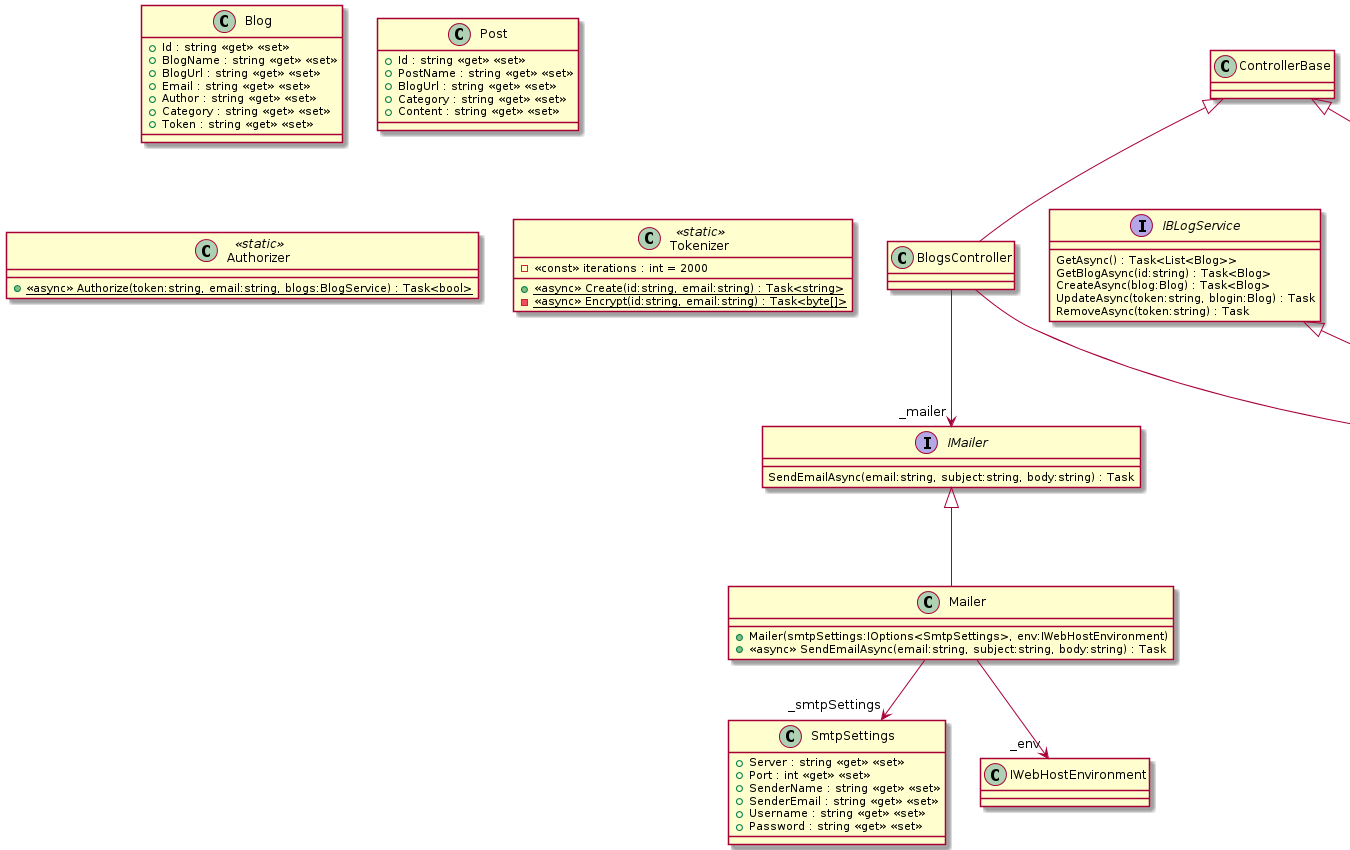 C Blog
Id : string «get» «set»
BlogName : string «get» «set»
BlogUrl : string «get» «set»
Email : string «get» «set»
Author : string «get» «set»
Category : string «get» «set»
Token : string «get» «set»
C Post
Id : string «get» «set»
PostName : string «get» «set»
BlogUrl : string «get» «set»
Category : string «get» «set»
Content : string «get» «set»
C ControllerBase
C «static»
Authorizer
«async» Authorize(token:string, email:string, blogs:BlogService) : Task<bool>
C «static»
Tokenizer
«const» iterations : int = 2000
«async» Create(id:string, email:string) : Task<string>
«async» Encrypt(id:string, email:string) : Task<byte[]>
C BlogsController
I IBLogService
GetAsync() : Task<List<Blog>>
GetBlogAsync(id:string) : Task<Blog>
CreateAsync(blog:Blog) : Task<Blog>
UpdateAsync(token:string, blogin:Blog) : Task
RemoveAsync(token:string) : Task
_mailer
I IMailer
SendEmailAsync(email:string, subject:string, body:string) : Task
C Mailer
Mailer(smtpSettings:IOptions<SmtpSettings>, env:IWebHostEnvironment)
«async» SendEmailAsync(email:string, subject:string, body:string) : Task
_smtpSettings
_env
C SmtpSettings
Server : string «get» «set»
Port : int «get» «set»
SenderName : string «get» «set»
SenderEmail : string «get» «set»
Username : string «get» «set»
Password : string «get» «set»
C IWebHostEnvironment